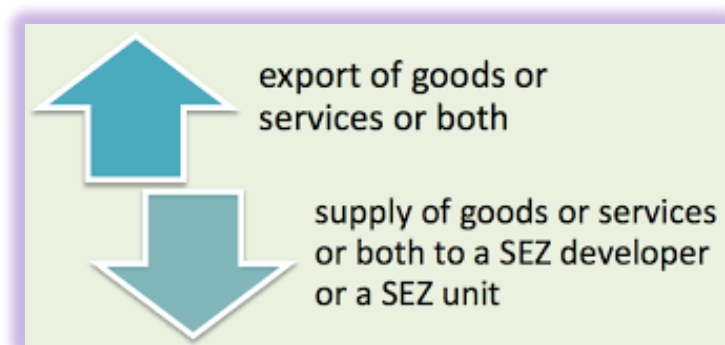 export of goods or
services or both
supply of goods or services
or both to a SEZ developer
or a SEZ unit